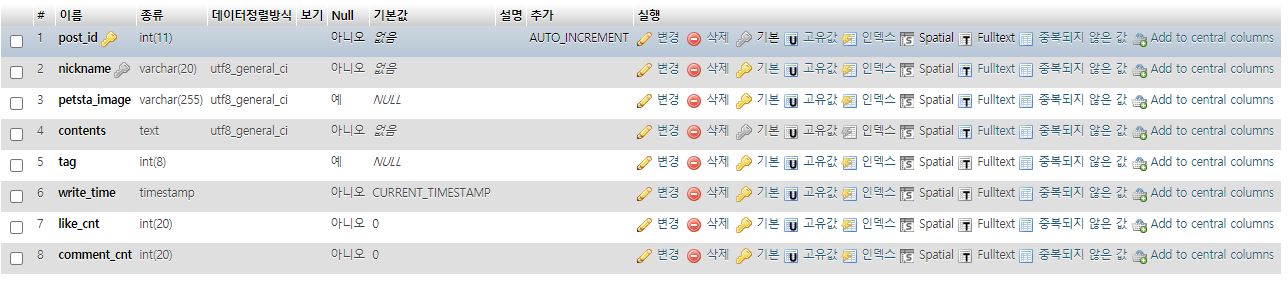 # 이름 종류 데이터정렬방식 보기 Null 기본값 설명 추가 실행
1 post_id int(11) 아니오 없음 AUTO_INCREMENT 변경 삭제 기본 고유값 인덱스 Spatial Fulltext 중복되지 않은 값 Add to central columns
2 nickname varchar(20) utf8_general_ci 아니오 없음 변경 삭제 기본 고유값 인덱스 Spatial Fulltext 중복되지 않은 값 Add to central columns
3 petsta_image varchar(255) utf8_general_ci 예 NULL 변경 삭제 기본 고유값 인덱스 Spatial Fulltext 중복되지 않은 값 Add to central columns
4 contents text utf8_general_ci 아니오 없음 변경 삭제 기본 고유값 인덱스 Spatial Fulltext 중복되지 않은 값 Add to central columns
5 tag int(8) 예 NULL 변경 삭제 기본 고유값 인덱스 Spatial Fulltext 중복되지 않은 값 Add to central columns
6 write_time timestamp 아니오 CURRENT_TIMESTAMP 변경 삭제 기본 고유값 인덱스 Spatial Fulltext 중복되지 않은 값 Add to central columns
7 like_cnt int(20) 아니오 0 변경 삭제 기본 고유값 인덱스 Spatial Fulltext 중복되지 않은 값 Add to central columns
8 comment_cnt int(20) 아니오 0 변경 삭제 기본 고유값 인덱스 Spatial Fulltext 중복되지 않은 값 Add to central columns